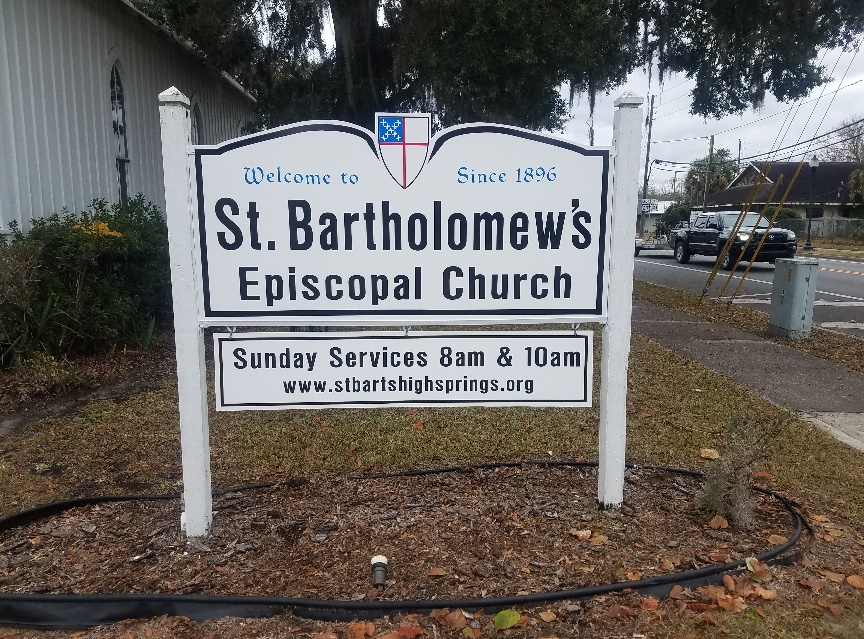 Welcome to Since 1896
St. Bartholomew's
Episcopal Church
Sunday Services 8am & 10am
www.stbartshighsprings.org